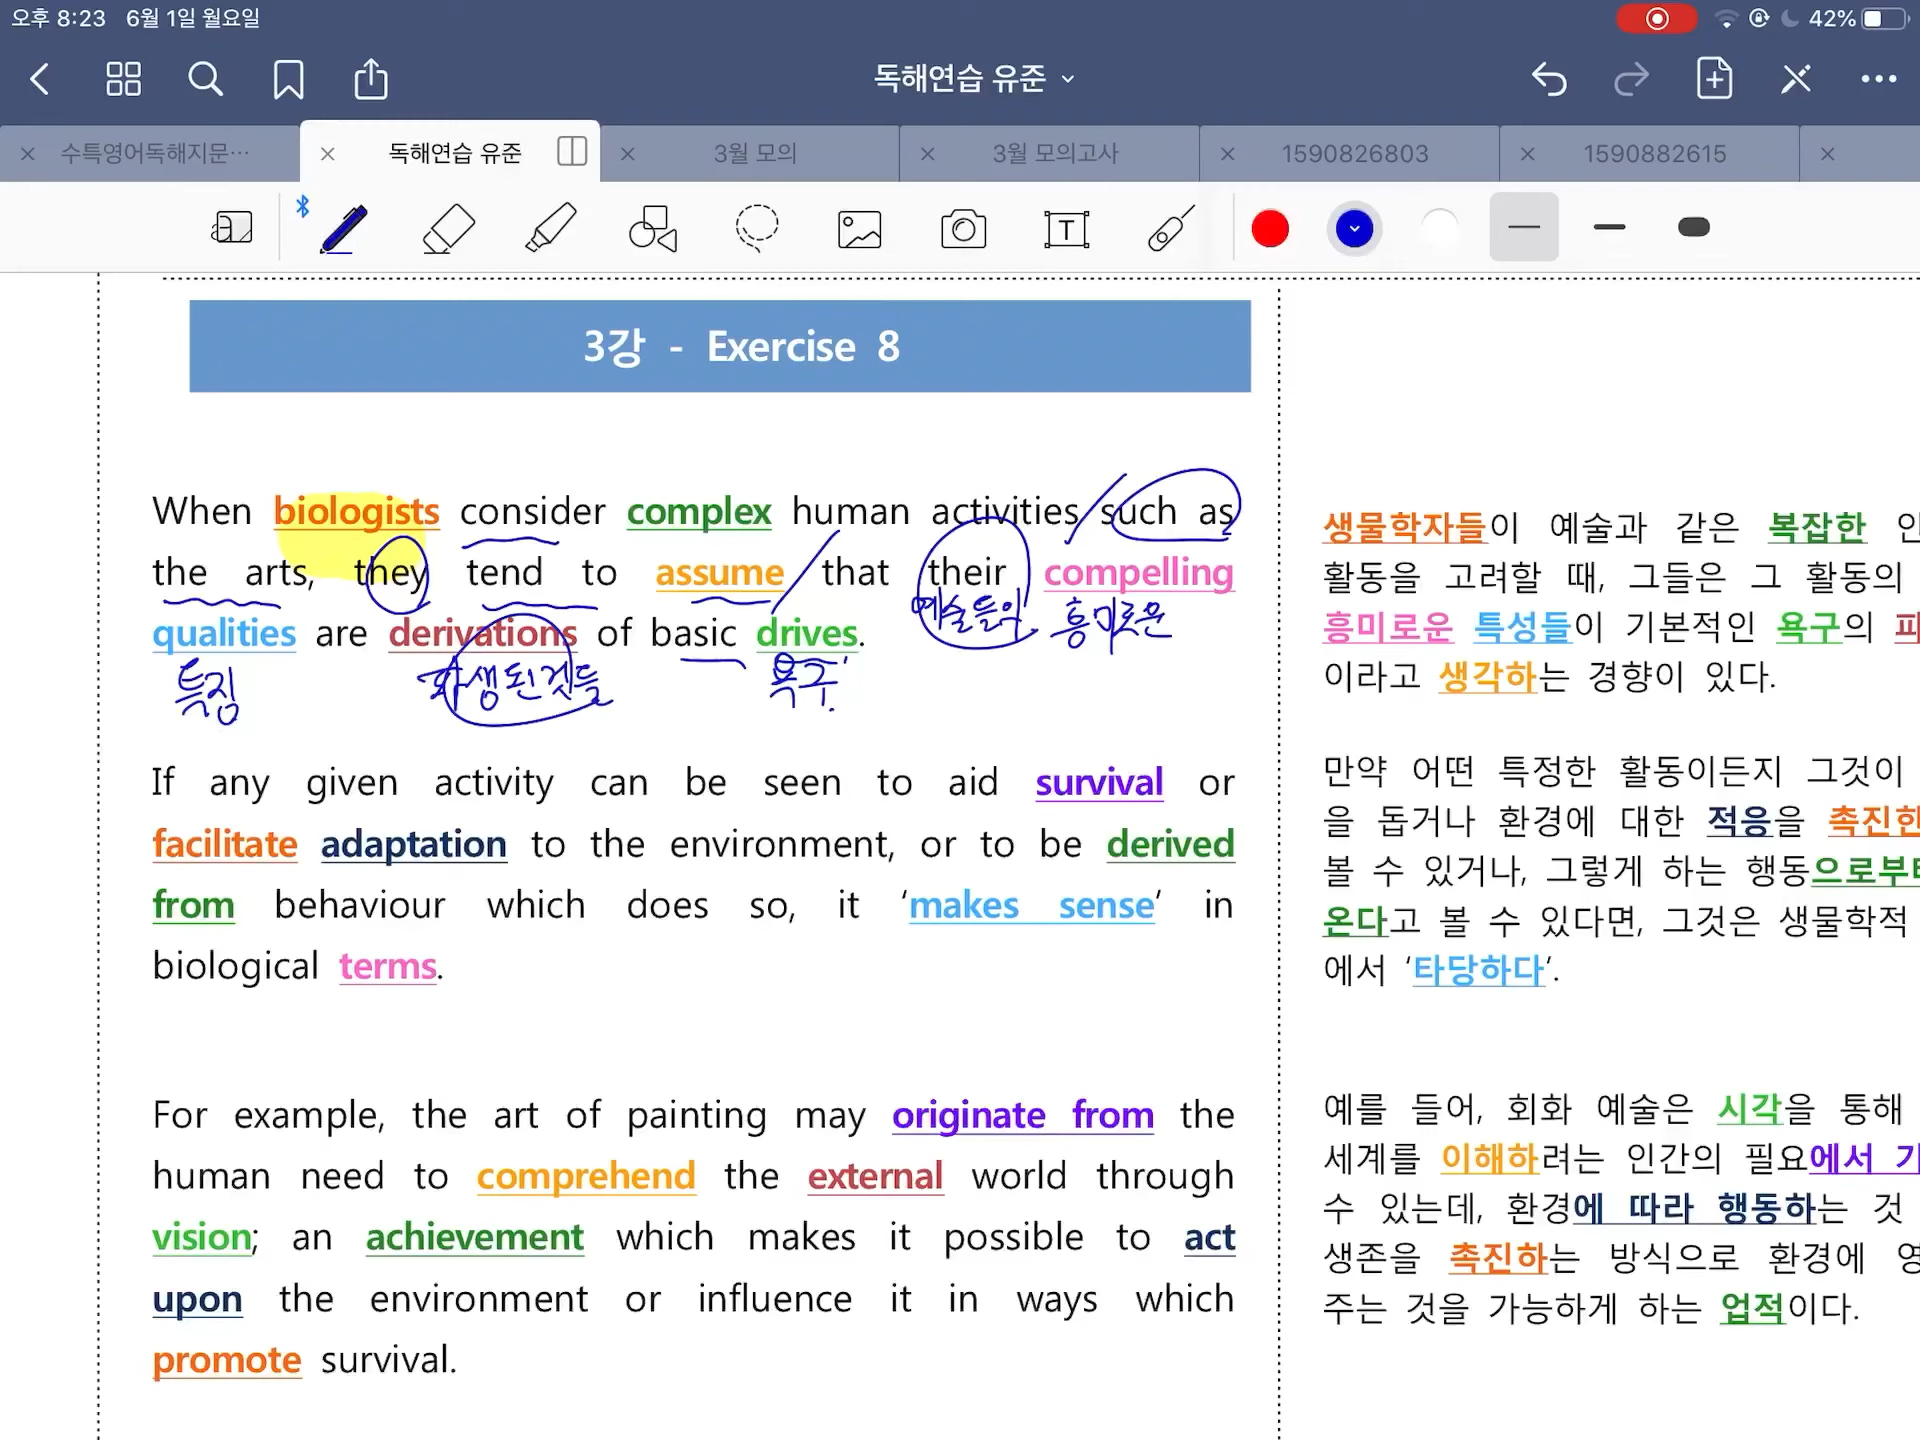 오후 8:23 6월 1일 월요일
42%
독해연습 유준
수특영어독해지문…
독해연습 유준
3월 모의
3월 모의고사
1590826803
1590882615
T
3강 - Exercise 8
When biologists consider complex human activities such as
the arts, they tend to assume that their compelling
예술들의 흥미로운
qualities are derivations of basic drives.
특징 파생된것들 욕구
If any given activity can be seen to aid survival or
facilitate adaptation to the environment, or to be derived
from behaviour which does so, it ‘makes sense’ in
biological terms.
For example, the art of painting may originate from the
human need to comprehend the external world through
vision; an achievement which makes it possible to act
upon the environment or influence it in ways which
promote survival.
생물학자들이 예술과 같은 복잡한 인
활동을 고려할 때, 그들은 그 활동의
흥미로운 특성들이 기본적인 욕구의 파
이라고 생각하는 경향이 있다.
만약 어떤 특정한 활동이든지 그것이
을 돕거나 환경에 대한 적응을 촉진한
볼 수 있거나, 그렇게 하는 행동으로부터
온다고 볼 수 있다면, 그것은 생물학적
에서 ‘타당하다’.
예를 들어, 회화 예술은 시각을 통해
세계를 이해하려는 인간의 필요에서 기
수 있는데, 환경에 따라 행동하는 것
생존을 촉진하는 방식으로 환경에 영
주는 것을 가능하게 하는 업적이다.